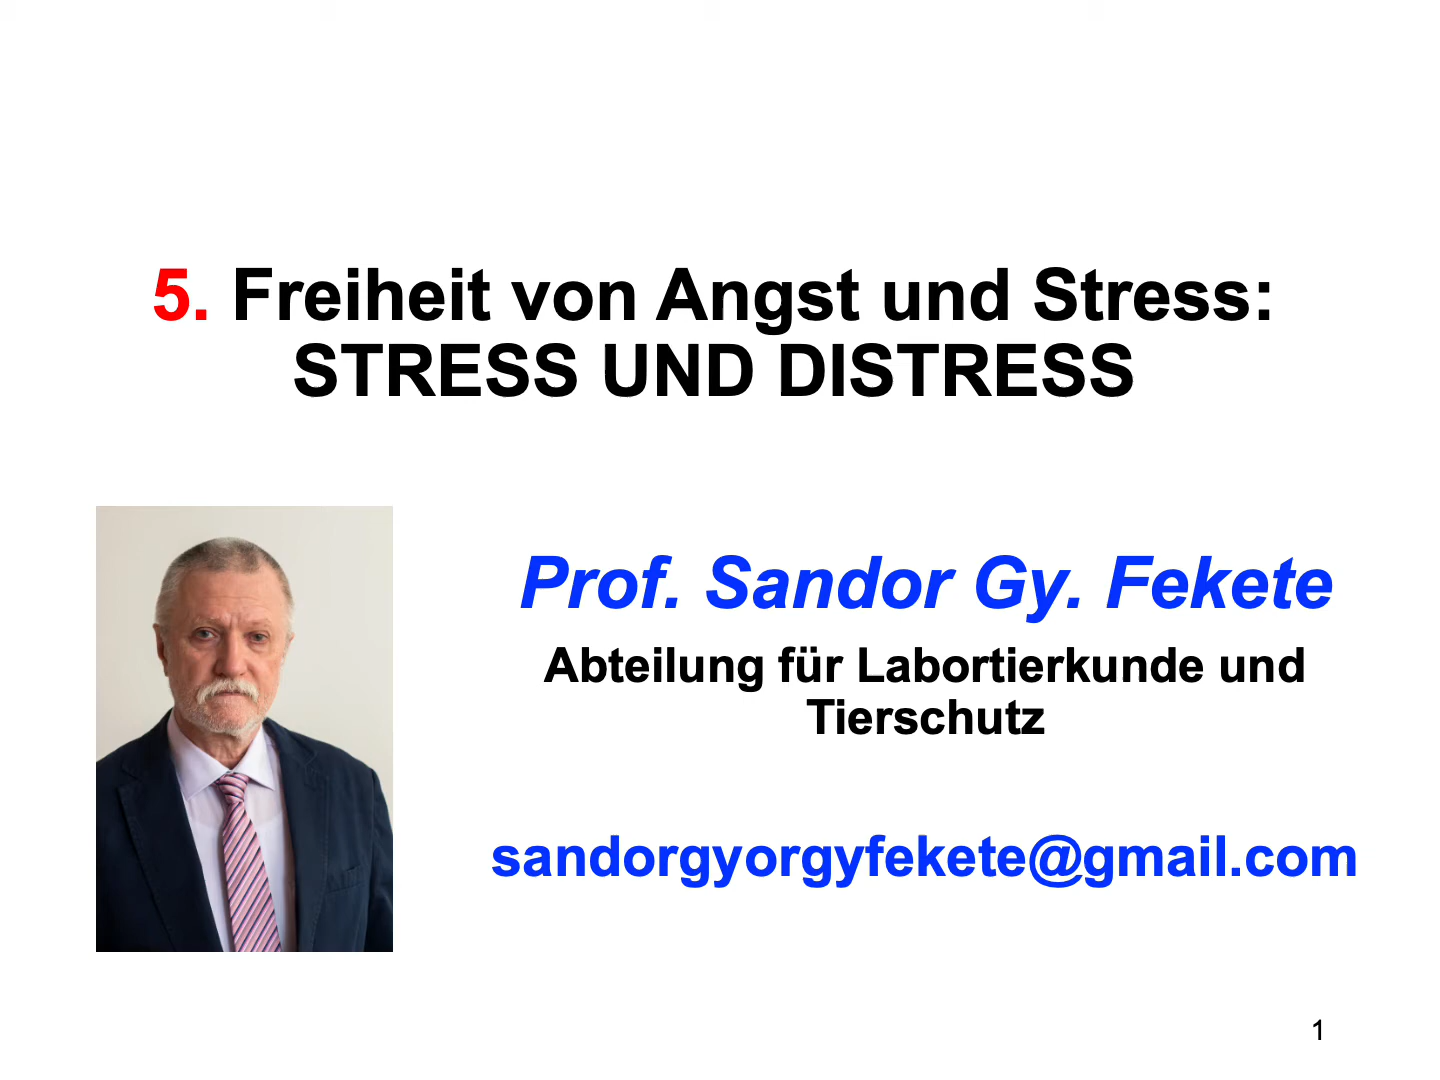 5. Freiheit von Angst und Stress:
STRESS UND DISTRESS
Prof. Sandor Gy. Fekete
Abteilung für Labortierkunde und
Tierschutz
sandorgyorgyfekete@gmail.com
1